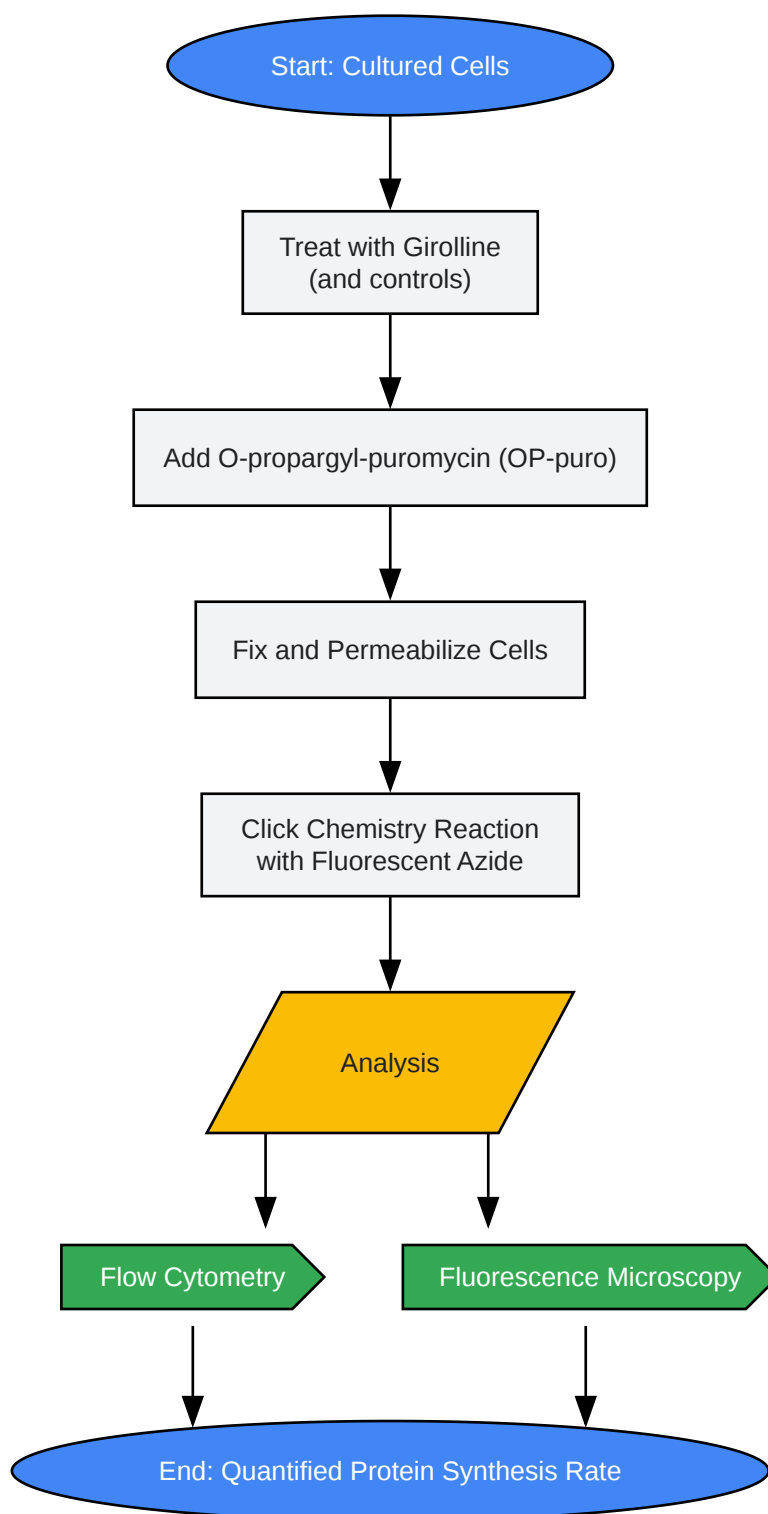 Start: Cultured Cells
Treat with Girolline
(and controls)
Add O-propargyl-puromycin (OP-puro)
Fix and Permeabilize Cells
Click Chemistry Reaction
with Fluorescent Azide
Analysis
Flow Cytometry
Fluorescence Microscopy
End: Quantified Protein Synthesis Rate